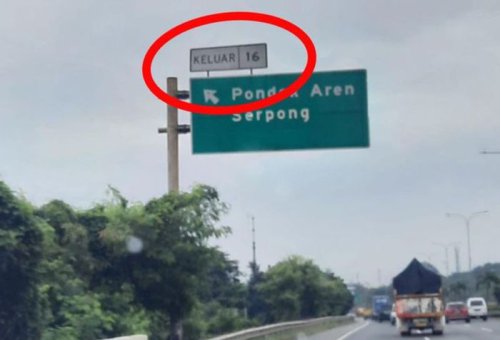 KELUAR 16
Pondok Aren
Serpong